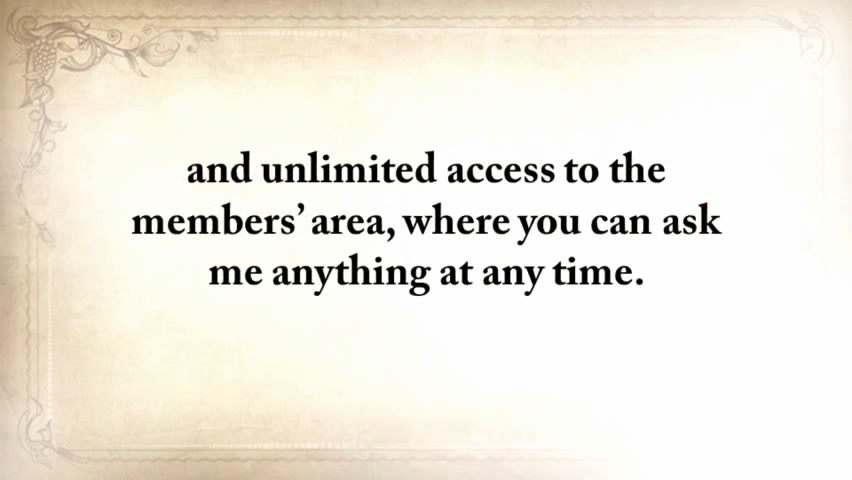 and unlimited access to the
members’ area, where you can ask
me anything at any time.